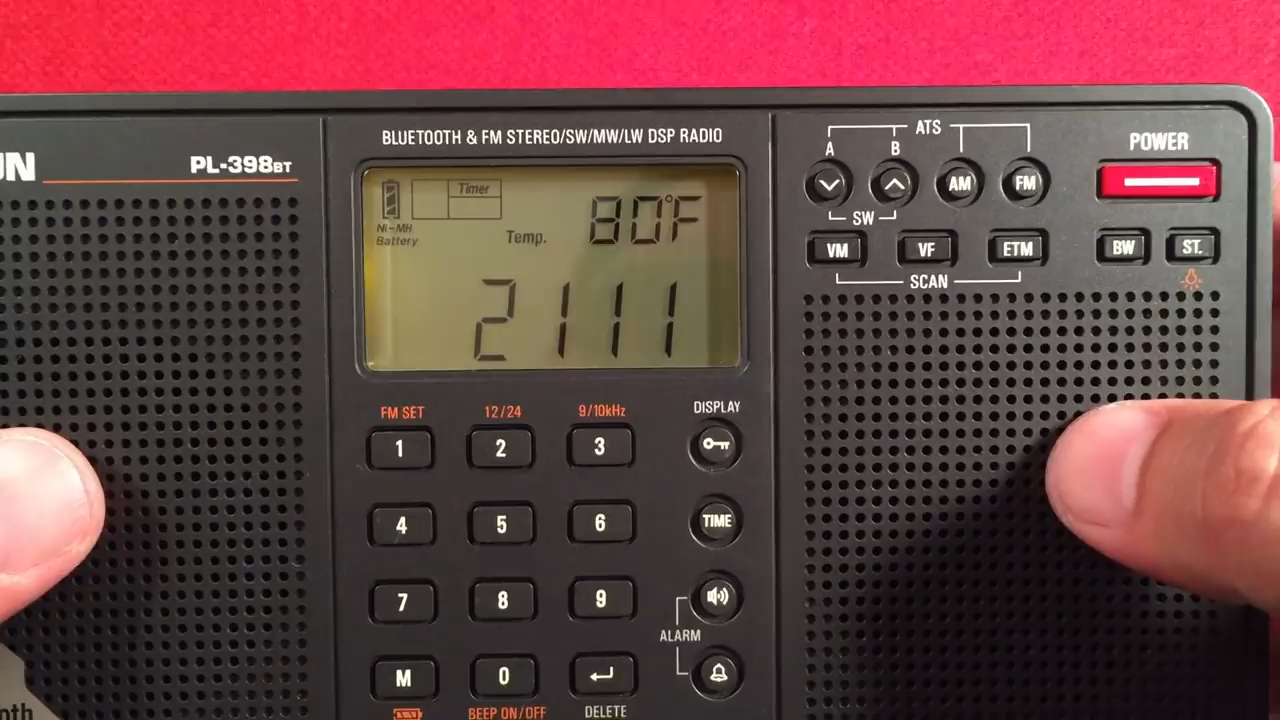 UN
PL-398BT
BLUETOOTH & FM STEREO/SW/MW/LW DSP RADIO
Timer
80°F
Ni-MH
Battery
Temp.
2111
ATS
A
B
AM
FM
SW
POWER
VM
VF
ETM
BW
ST.
SCAN
FM SET
12/24
9/10kHz
DISPLAY
1
2
3
4
5
6
TIME
7
8
9
ALARM
M
0
BEEP ON/OFF
DELETE
oth